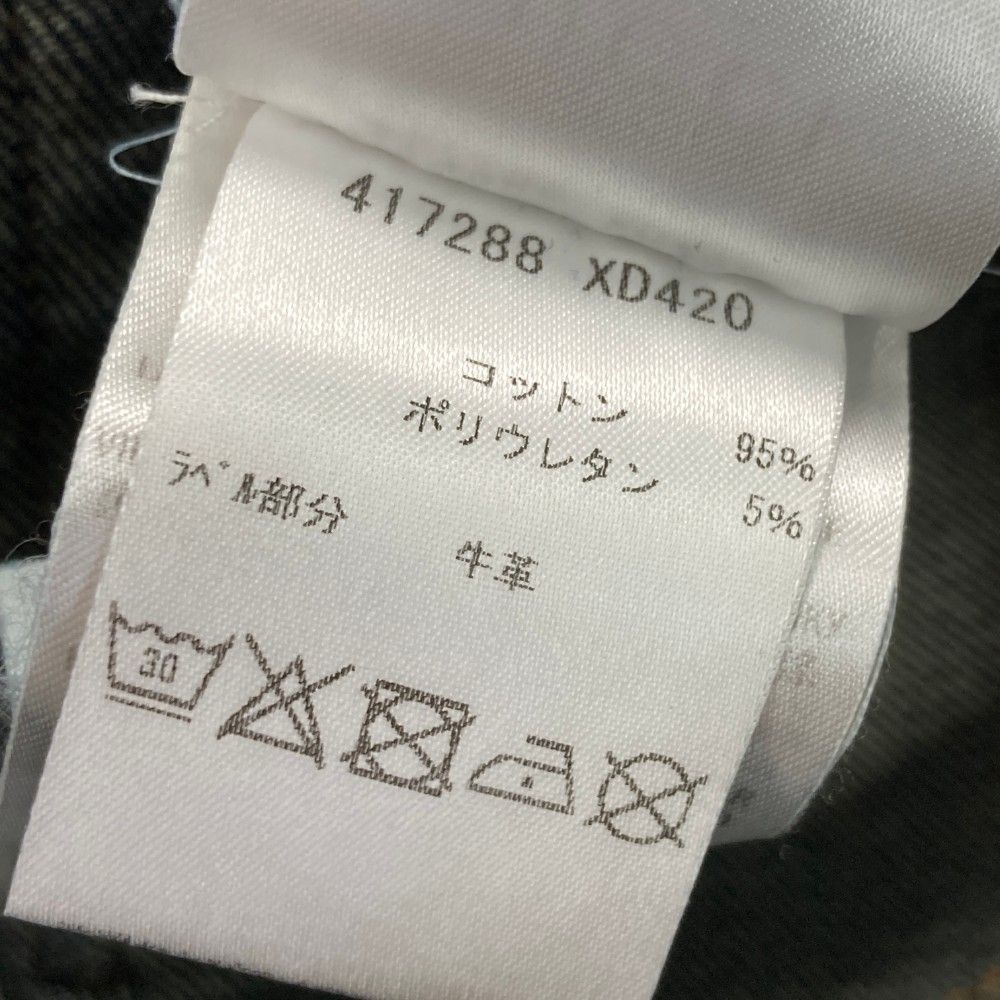 417288 XD420
コットン 95%
ポリウレタン 5%
ラベル部分
牛革
30